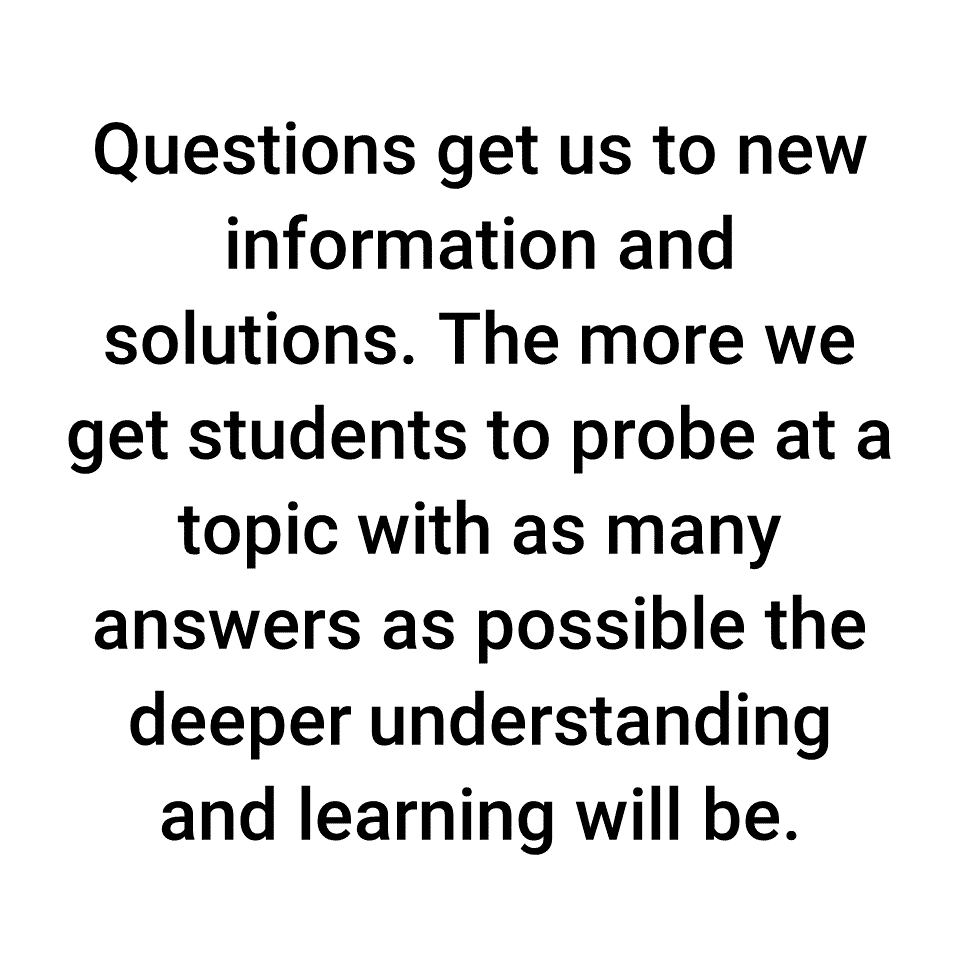 Questions get us to new
information and
solutions. The more we
get students to probe at a
topic with as many
answers as possible the
deeper understanding
and learning will be.